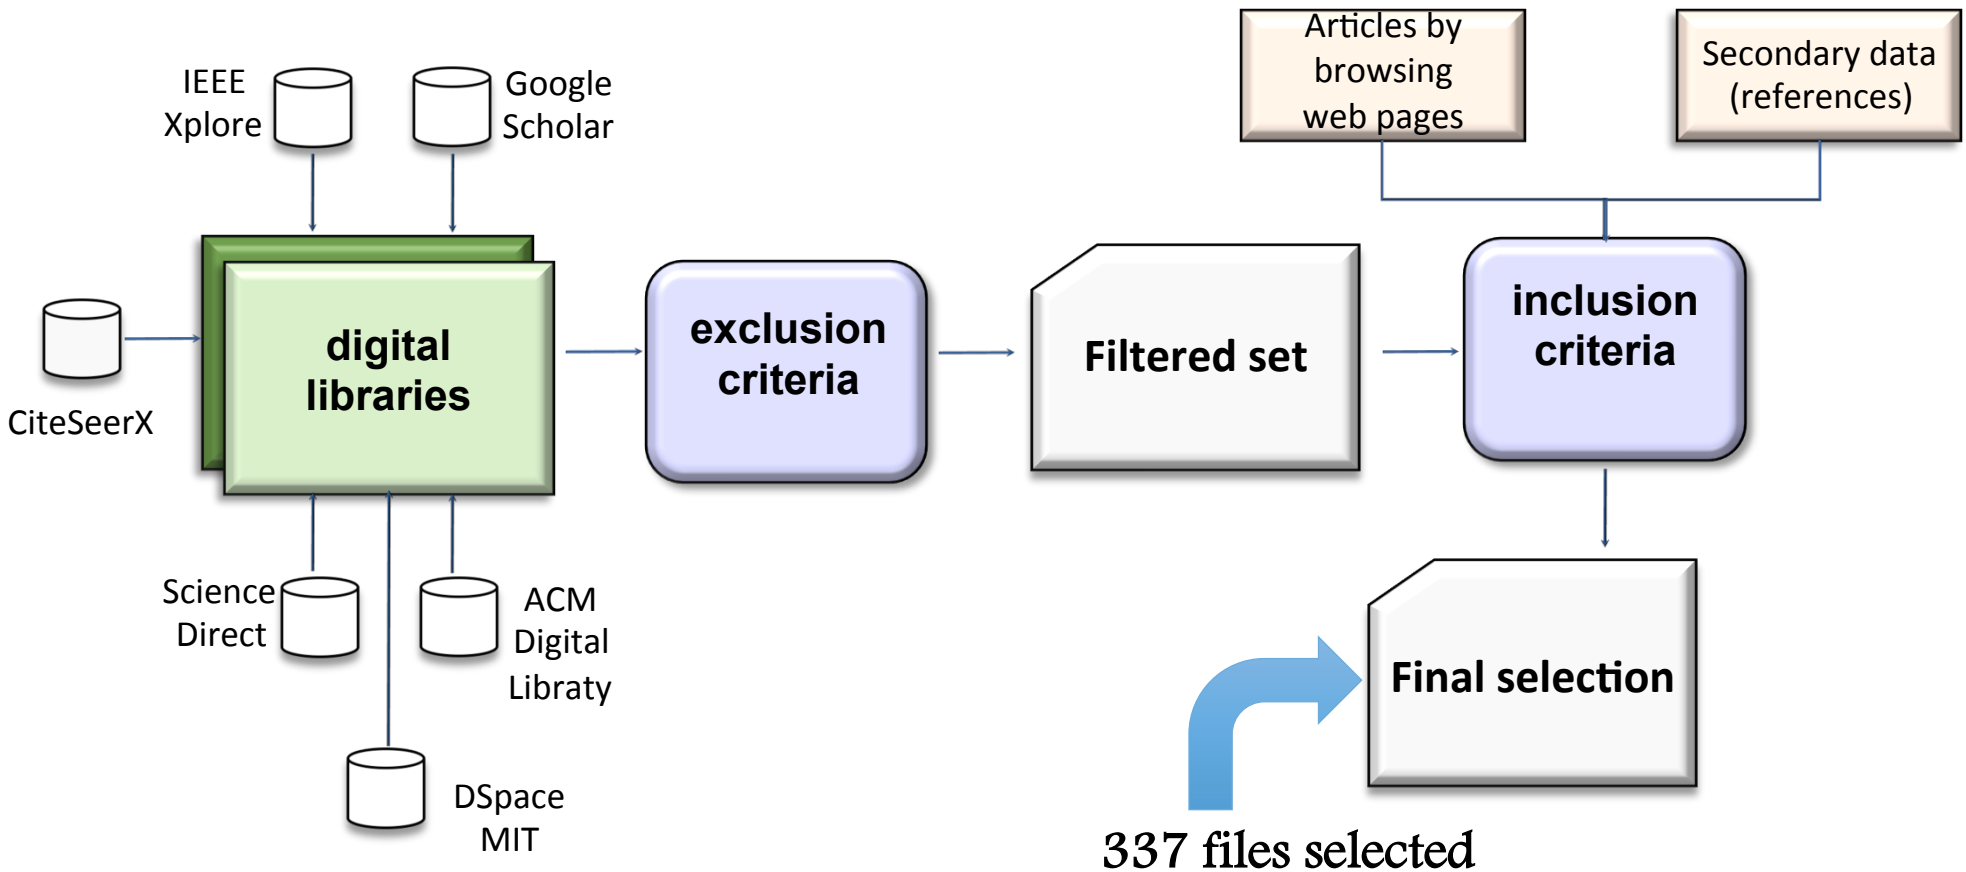 IEEE
Xplore
Google
Scholar
Articles by
browsing
web pages
Secondary data
(references)
CiteSeerX
digital
libraries
exclusion
criteria
Filtered set
inclusion
criteria
Science
Direct
ACM
Digital
Libraty
DSpace
MIT
Final selection
337 files selected